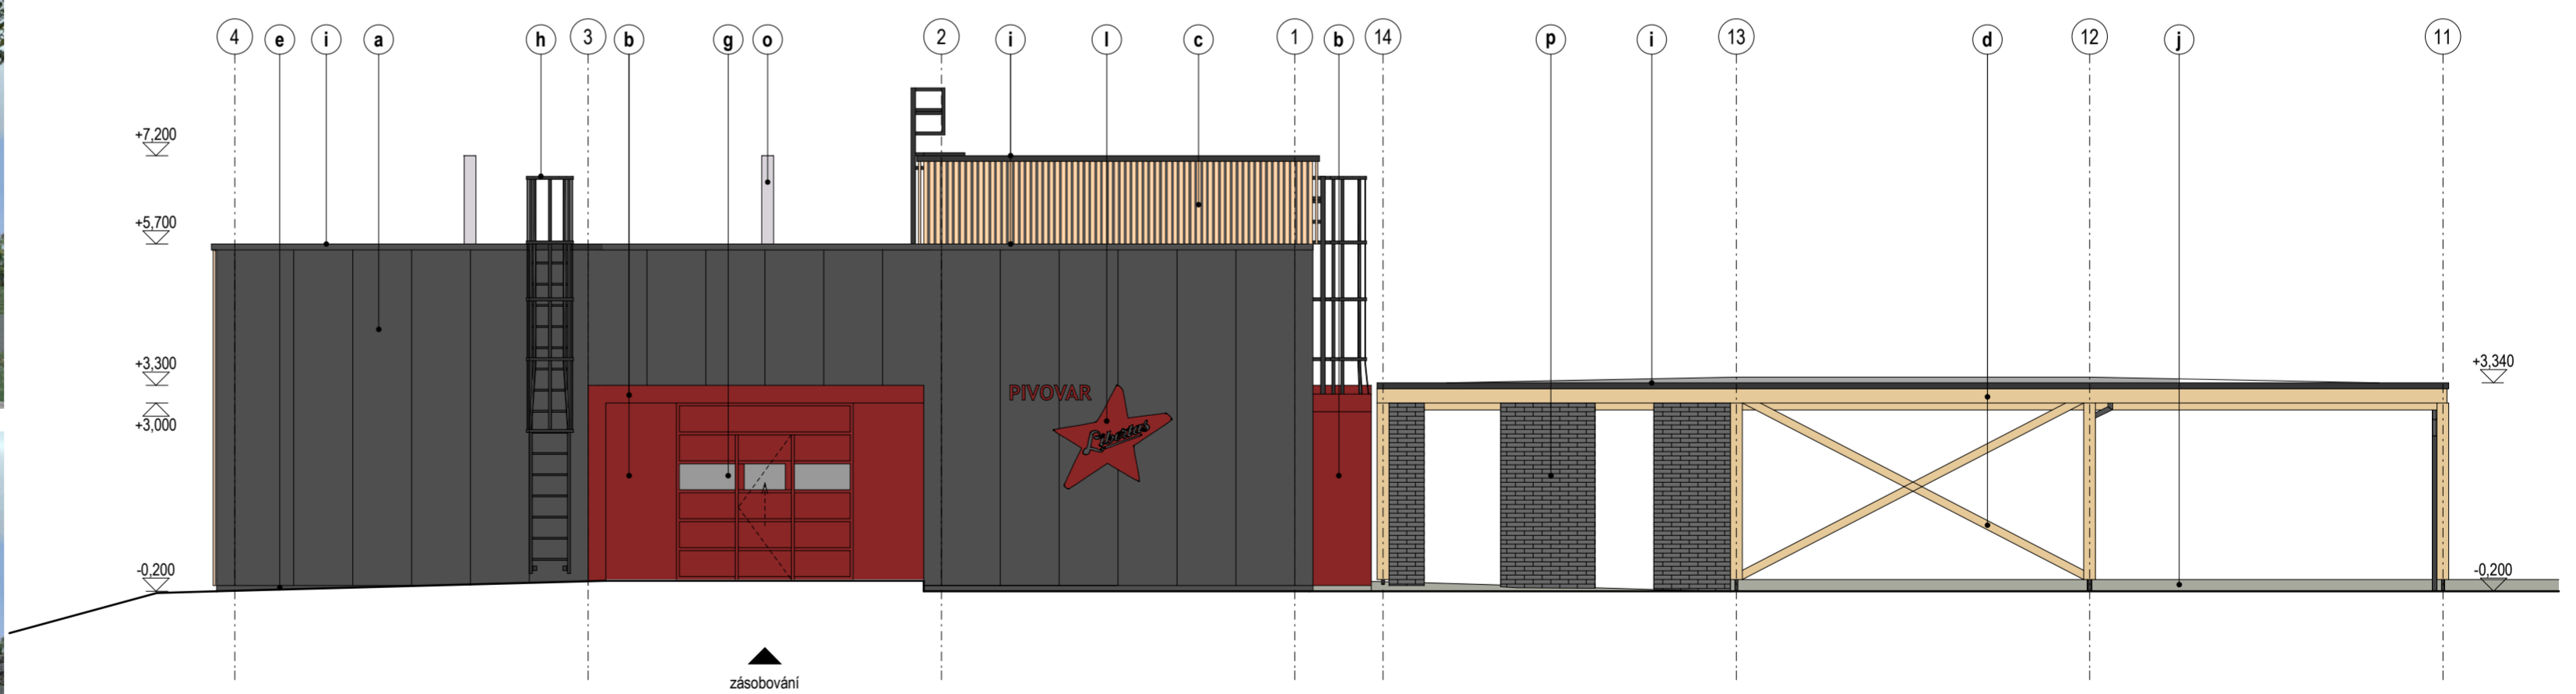 4 e i a h 3 b g o 2 i l c 1 b 14 p i 13 d 12 j 11
+7,200
+5,700
+3,300
+3,340
+3,000
PIVOVAR
Libertas
-0,200
-0,200
zásobování